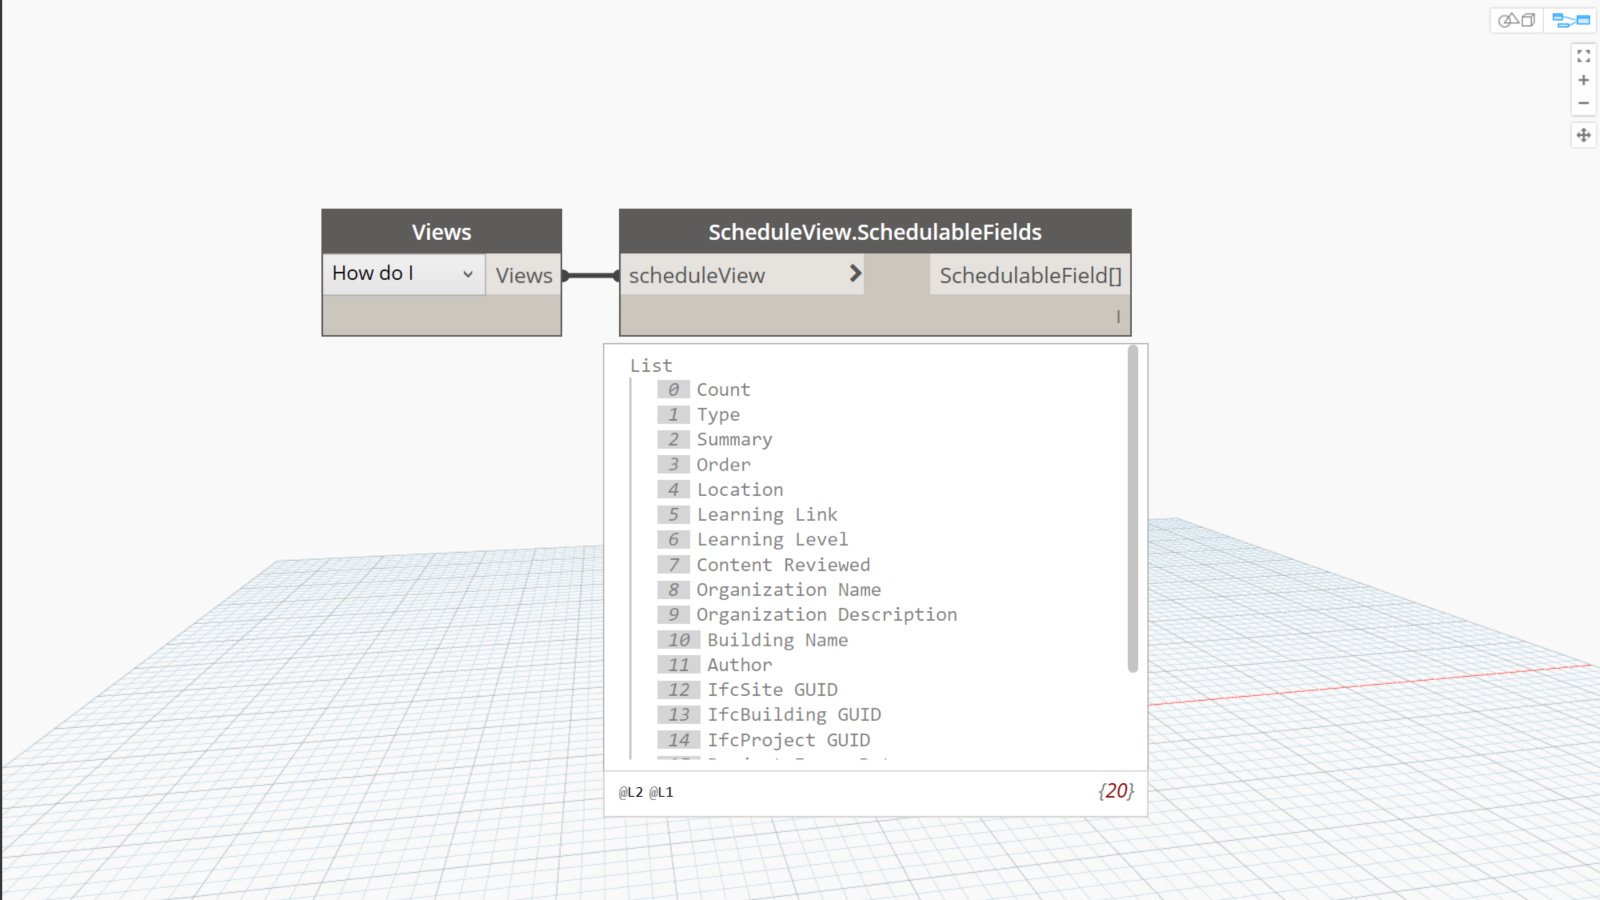 Views
How do I
Views
ScheduleView.SchedulableFields
scheduleView
SchedulableField[]
l
List
0 Count
1 Type
2 Summary
3 Order
4 Location
5 Learning Link
6 Learning Level
7 Content Reviewed
8 Organization Name
9 Organization Description
10 Building Name
11 Author
12 IfcSite GUID
13 IfcBuilding GUID
14 IfcProject GUID
@L2 @L1
{20}